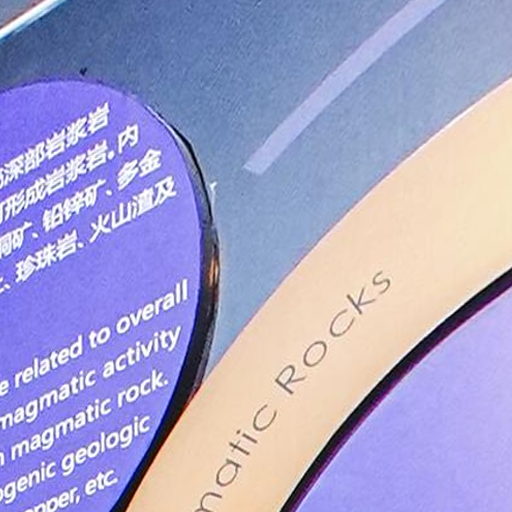 深部岩浆岩
形成岩浆岩。内
铜矿、铅锌矿、多金
珍珠岩、火山渣及
e related to overall
magmatic activity
n magmatic rock.
ogenic geologic
opper, etc.
matic Rocks